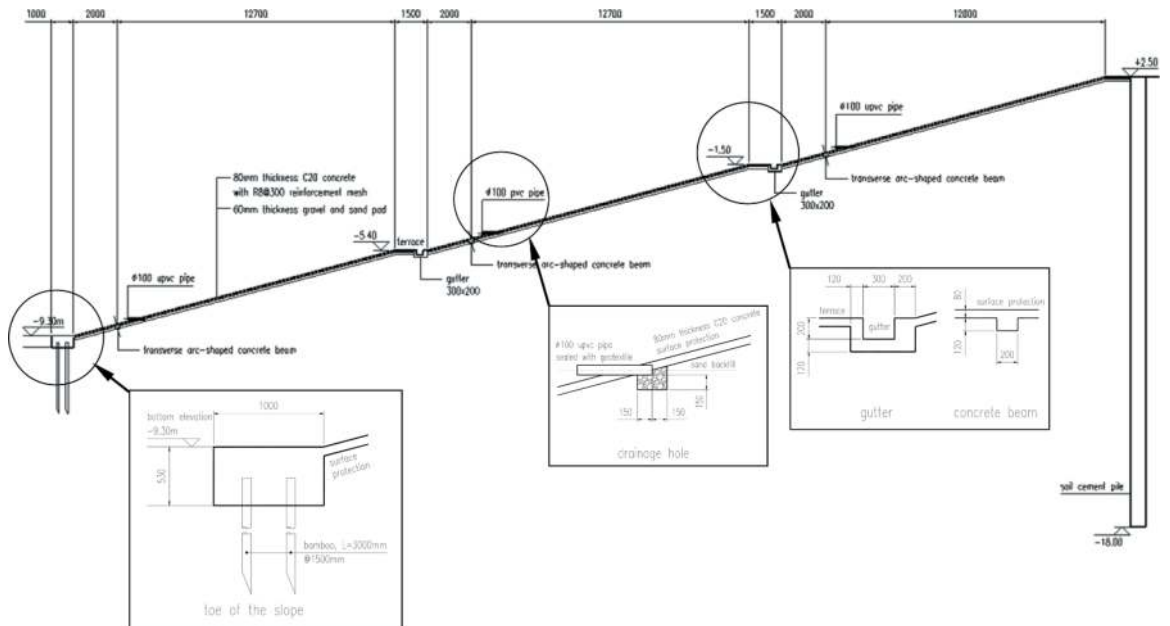 1000 2000 12700 1500 2000 12700 1500 2000 12000
+2.50
ø100 upvc pipe
-1.50
transverse arc-shaped concrete beam
gutter
300x200
80mm thickness C20 concrete
with R8@300 reinforcement mesh
60mm thickness gravel and sand pad
ø100 pvc pipe
-5.40
terrace
transverse arc-shaped concrete beam
gutter
300x200
ø100 upvc pipe
-9.30m
transverse arc-shaped concrete beam
120 300 200
terrace
gutter
200
120
gutter
surface protection
80
120
200
concrete beam
80mm thickness C20 concrete
surface protection
ø100 upvc pipe
sealed with geotextile
sand backfill
150 150
150
drainage hole
1000
bottom elevation
-9.30m
surface
protection
530
bamboo, L=3000mm
@1500mm
toe of the slope
soil cement pile
-18.00